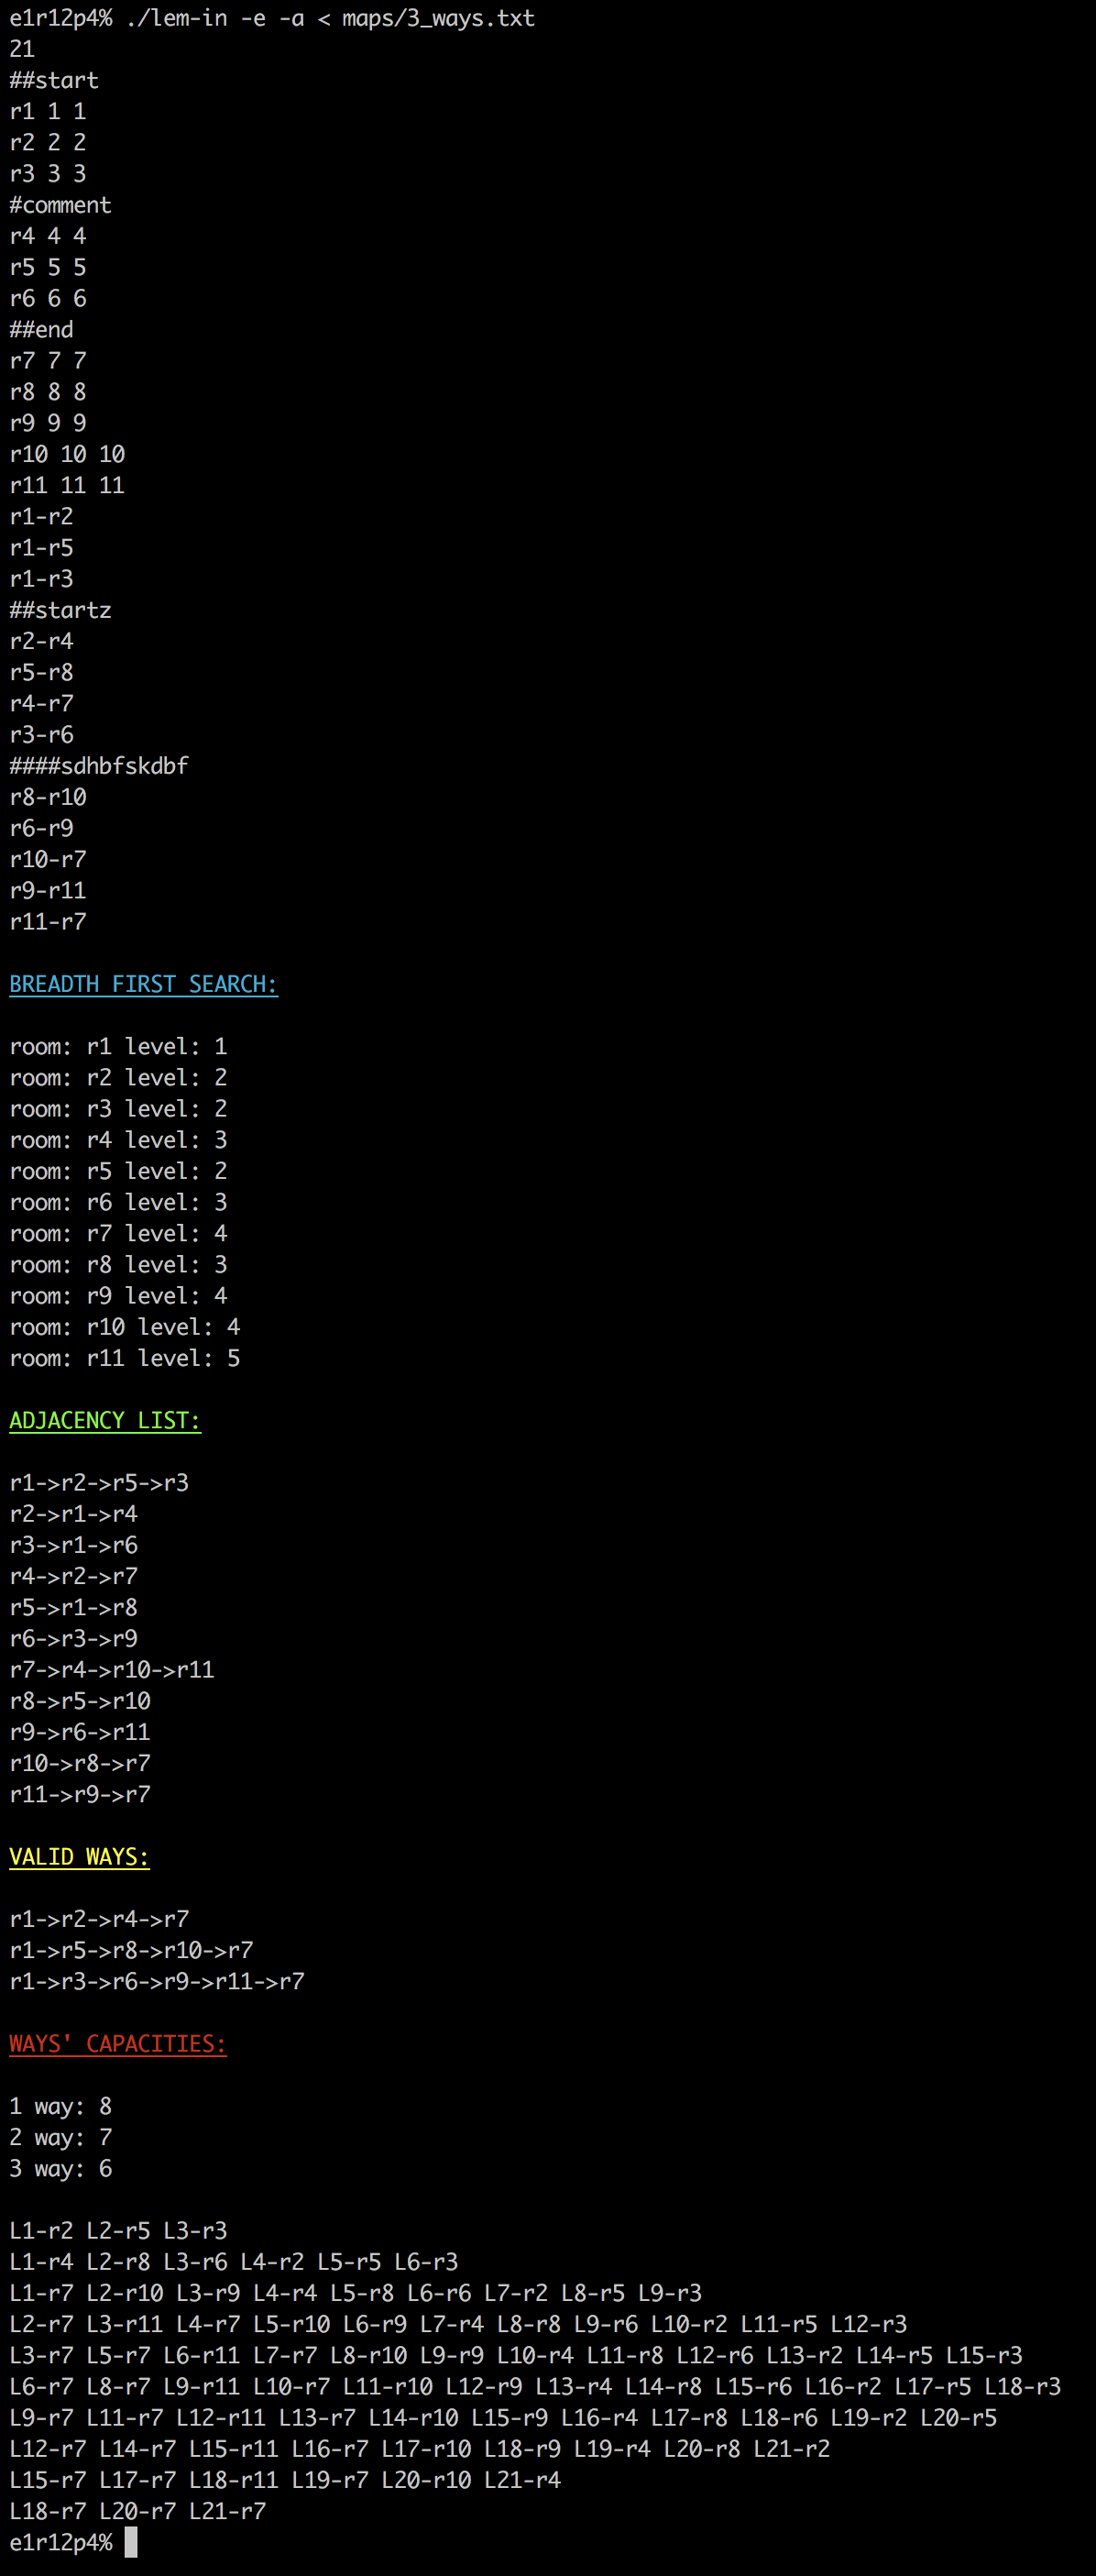 e1r12p4% ./lem-in -e -a < maps/3_ways.txt
21
##start
r1 1 1
r2 2 2
r3 3 3
#comment
r4 4 4
r5 5 5
r6 6 6
##end
r7 7 7
r8 8 8
r9 9 9
r10 10 10
r11 11 11
r1-r2
r1-r5
r1-r3
##startz
r2-r4
r5-r8
r4-r7
r3-r6
####sdhbfskdbf
r8-r10
r6-r9
r10-r7
r9-r11
r11-r7
BREADTH FIRST SEARCH:
room: r1 level: 1
room: r2 level: 2
room: r3 level: 2
room: r4 level: 3
room: r5 level: 2
room: r6 level: 3
room: r7 level: 4
room: r8 level: 3
room: r9 level: 4
room: r10 level: 4
room: r11 level: 5
ADJACENCY LIST:
r1->r2->r5->r3
r2->r1->r4
r3->r1->r6
r4->r2->r7
r5->r1->r8
r6->r3->r9
r7->r4->r10->r11
r8->r5->r10
r9->r6->r11
r10->r8->r7
r11->r9->r7
VALID WAYS:
r1->r2->r4->r7
r1->r5->r8->r10->r7
r1->r3->r6->r9->r11->r7
WAYS' CAPACITIES:
1 way: 8
2 way: 7
3 way: 6
L1-r2 L2-r5 L3-r3
L1-r4 L2-r8 L3-r6 L4-r2 L5-r5 L6-r3
L1-r7 L2-r10 L3-r9 L4-r4 L5-r8 L6-r6 L7-r2 L8-r5 L9-r3
L2-r7 L3-r11 L4-r7 L5-r10 L6-r9 L7-r4 L8-r8 L9-r6 L10-r2 L11-r5 L12-r3
L3-r7 L5-r7 L6-r11 L7-r7 L8-r10 L9-r9 L10-r4 L11-r8 L12-r6 L13-r2 L14-r5 L15-r3
L6-r7 L8-r7 L9-r11 L10-r7 L11-r10 L12-r9 L13-r4 L14-r8 L15-r6 L16-r2 L17-r5 L18-r3
L9-r7 L11-r7 L12-r11 L13-r7 L14-r10 L15-r9 L16-r4 L17-r8 L18-r6 L19-r2 L20-r5
L12-r7 L14-r7 L15-r11 L16-r7 L17-r10 L18-r9 L19-r4 L20-r8 L21-r2
L15-r7 L17-r7 L18-r11 L19-r7 L20-r10 L21-r4
L18-r7 L20-r7 L21-r7
e1r12p4%